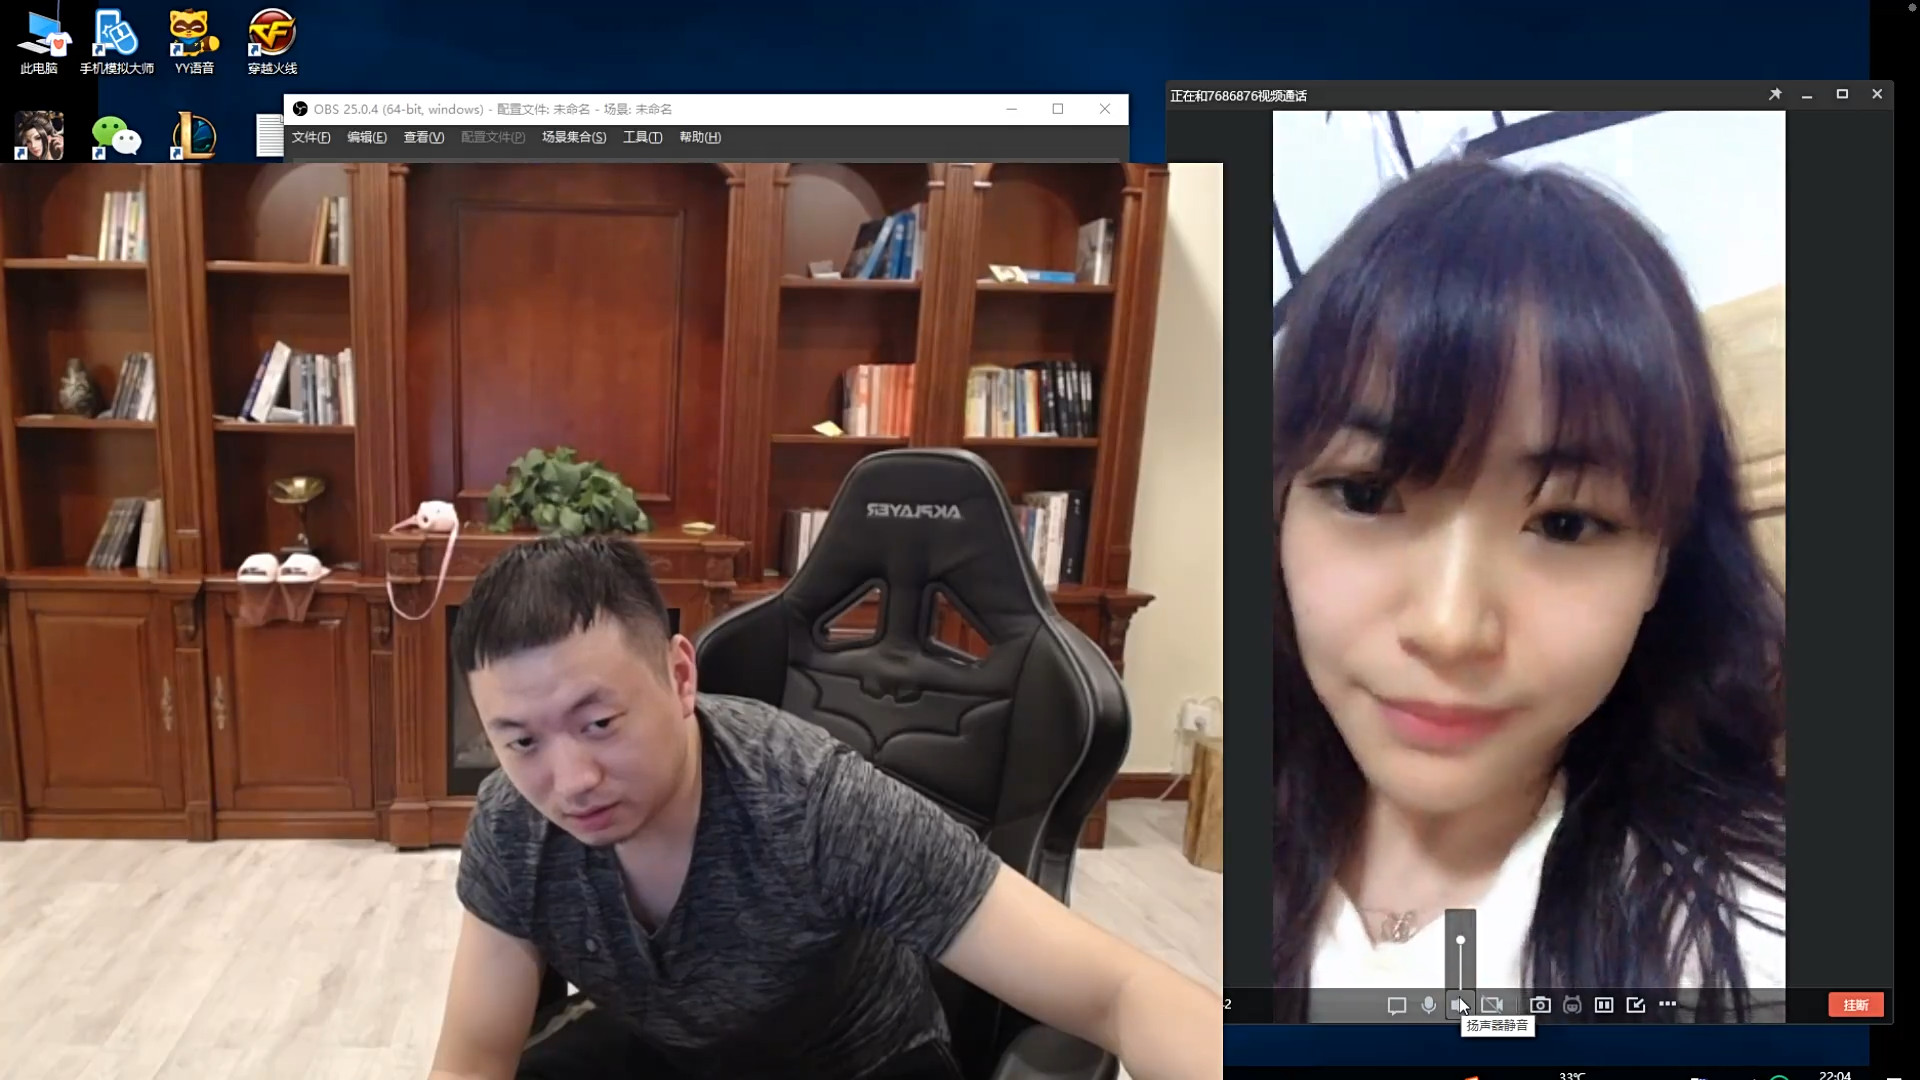 此电脑
手机模拟大师
YY语音
穿越火线
OBS 25.0.4 (64-bit, windows) - 配置文件: 未命名 - 场景: 未命名
文件(F) 编辑(E) 查看(V) 配置文件(P) 场景集合(S) 工具(T) 帮助(H)
正在和7686876视频通话
AKPLAYER
挂断
扬声器静音
33℃
22:04